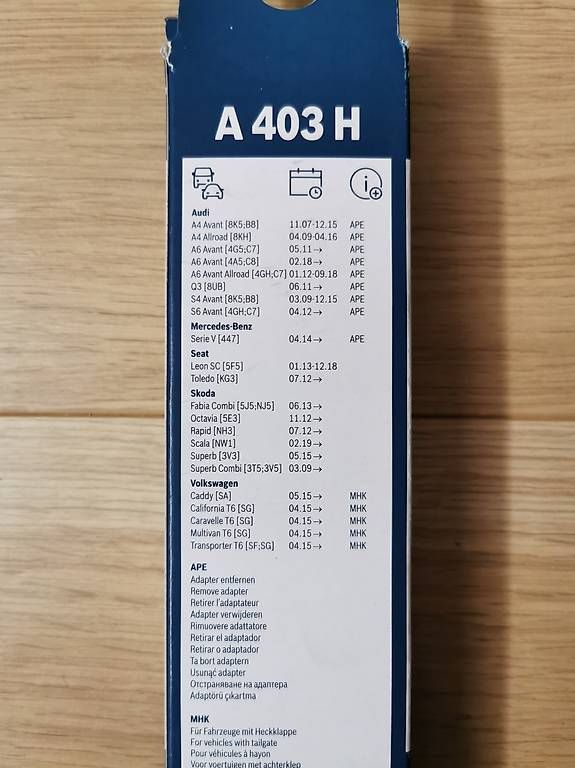 A 403 H
Audi
A4 Avant [8K5;B8] 11.07-12.15 APE
A4 Allroad [8KH] 04.09-04.16 APE
A6 Avant [4G5;C7] 05.11→ APE
A6 Avant [4A5;C8] 02.18→ APE
A6 Avant Allroad [4GH;C7] 01.12-09.18 APE
Q3 [8UB] 06.11→ APE
S4 Avant [8K5;B8] 03.09-12.15 APE
S6 Avant [4GH,C7] 04.12→ APE
Mercedes-Benz
Serie V [447] 04.14→ APE
Seat
Leon SC [5F5] 01.13-12.18
Toledo [KG3] 07.12→
Skoda
Fabia Combi [5J5;NJ5] 06.13→
Octavia [5E3] 11.12→
Rapid [NH3] 07.12→
Scala [NW1] 02.19→
Superb [3V3] 05.15→
Superb Combi [3T5;3V5] 03.09→
Volkswagen
Caddy [SA] 05.15→ MHK
California T6 [SG] 04.15→ MHK
Caravelle T6 [SG] 04.15→ MHK
Multivan T6 [SG] 04.15→ MHK
Transporter T6 [SF;SG] 04.15→ MHK
APE
Adapter entfernen
Remove adapter
Retirer l'adaptateur
Adapter verwijderen
Rimuovere adattatore
Retirar el adaptador
Retirar o adaptador
Ta bort adaptern
Usunąć adapter
Отстраняване на адаптера
Adaptörü çıkartma
MHK
Für Fahrzeuge mit Heckklappe
For vehicles with tailgate
Pour véhicules à hayon
Voor voertuigen met achterklep